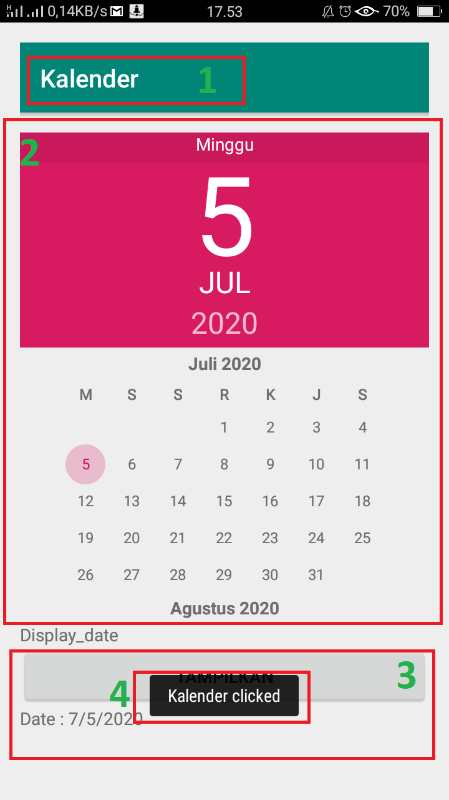 0,14KB/s 17.53 70%
Kalender 1
2
Minggu
5
JUL
2020
Juli 2020
M S S R K J S
1 2 3 4
5 6 7 8 9 10 11
12 13 14 15 16 17 18
19 20 21 22 23 24 25
26 27 28 29 30 31
Agustus 2020
Display_date
TAMPILKAN 3
4 Kalender clicked
Date : 7/5/2020